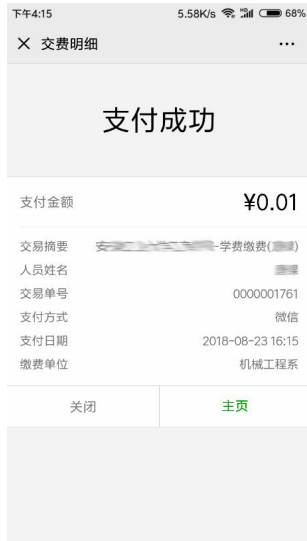 下午4:15 5.58K/s 68%
交费明细
支付成功
支付金额 ¥0.01
交易摘要 -学费缴费(
人员姓名
交易单号 0000001761
支付方式 微信
支付日期 2018-08-23 16:15
缴费单位 机械工程系
关闭 主页